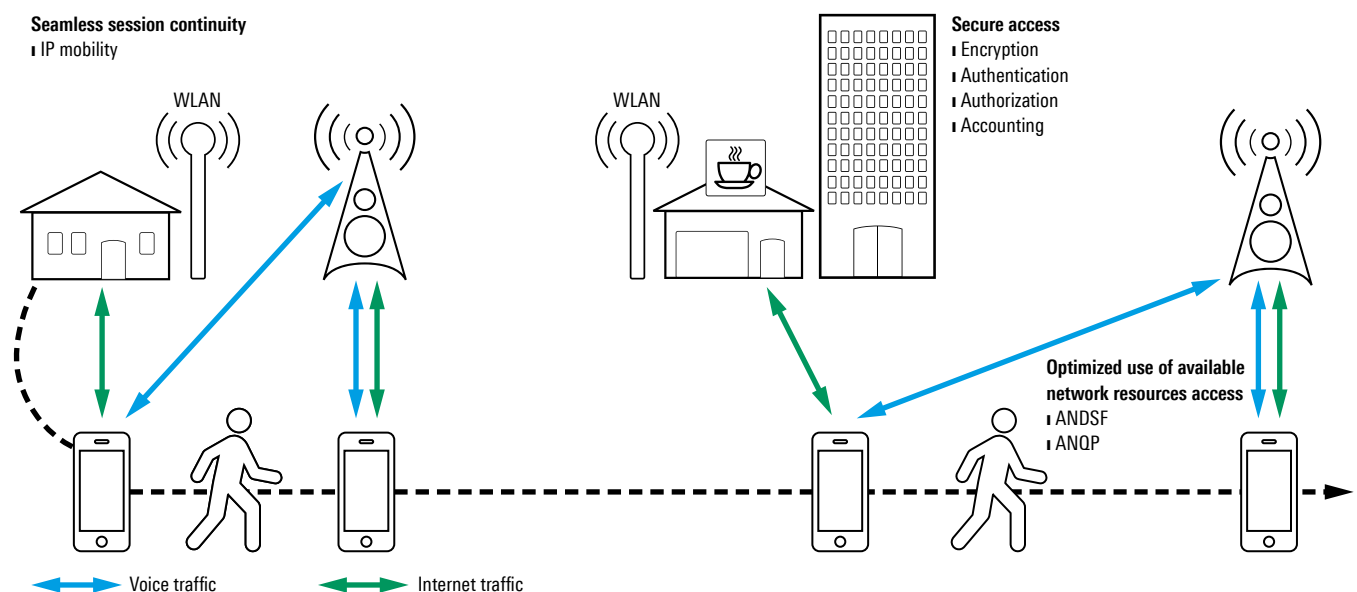 Seamless session continuity
ı IP mobility
WLAN
WLAN
Secure access
ı Encryption
ı Authentication
ı Authorization
ı Accounting
Optimized use of available
network resources access
ı ANDSF
ı ANQP
Voice traffic
Internet traffic